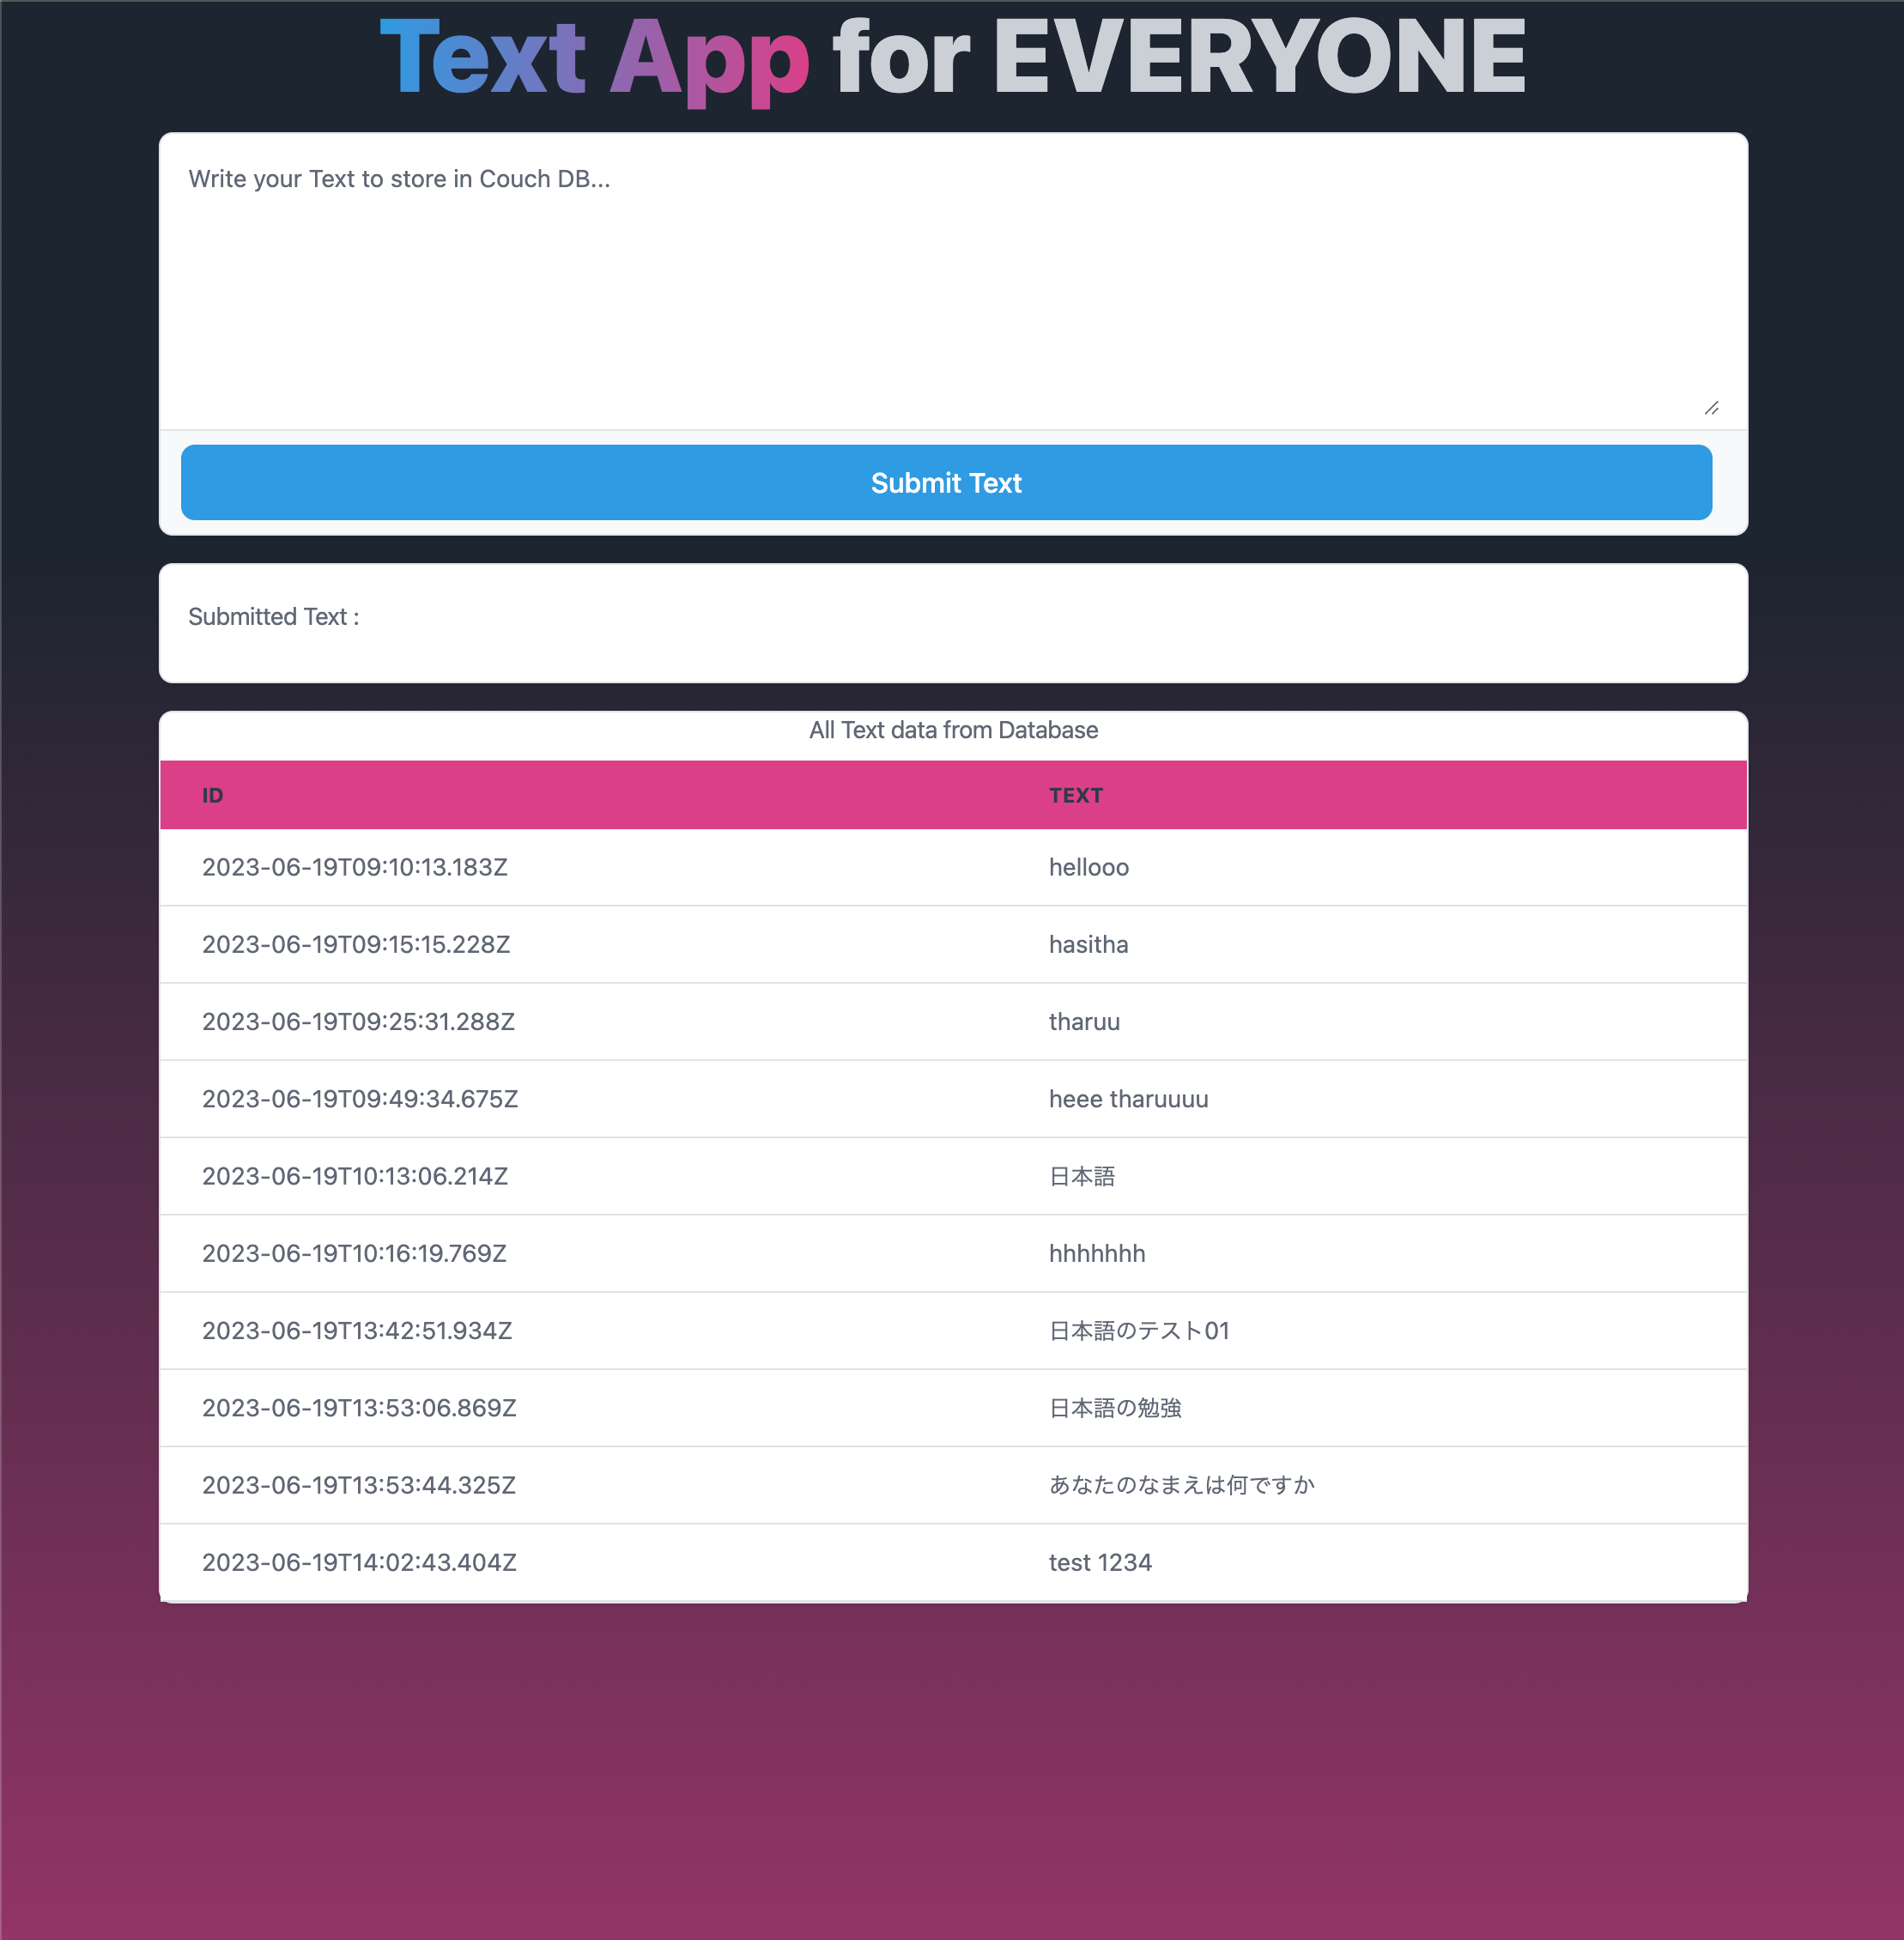 Text App for EVERYONE
Write your Text to store in Couch DB...
Submit Text
Submitted Text :
All Text data from Database
ID TEXT
2023-06-19T09:10:13.183Z hellooo
2023-06-19T09:15:15.228Z hasitha
2023-06-19T09:25:31.288Z tharuu
2023-06-19T09:49:34.675Z heee tharuuuu
2023-06-19T10:13:06.214Z 日本語
2023-06-19T10:16:19.769Z hhhhhhh
2023-06-19T13:42:51.934Z 日本語のテスト01
2023-06-19T13:53:06.869Z 日本語の勉強
2023-06-19T13:53:44.325Z あなたのなまえは何ですか
2023-06-19T14:02:43.404Z test 1234